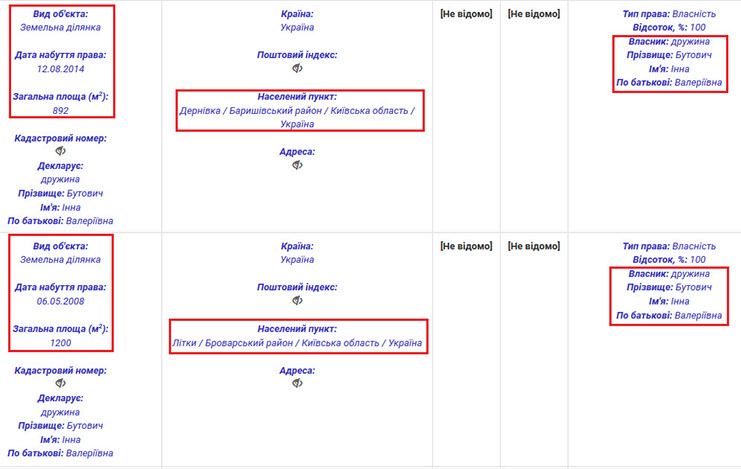 Вид об'єкта:
Земельна ділянка
Дата набуття права:
12.08.2014
Загальна площа (м²):
892
Кадастровий номер:
Декларує:
дружина
Прізвище: Бутович
Ім'я: Інна
По батькові: Валеріївна
Країна:
Україна
Поштовий індекс:
Населений пункт:
Дернівка / Баришівський район / Київська область /
Україна
Адреса:
[Не відомо]
[Не відомо]
Тип права: Власність
Відсоток, %: 100
Власник: дружина
Прізвище: Бутович
Ім'я: Інна
По батькові: Валеріївна
Вид об'єкта:
Земельна ділянка
Дата набуття права:
06.05.2008
Загальна площа (м²):
1200
Кадастровий номер:
Декларує:
дружина
Прізвище: Бутович
Ім'я: Інна
По батькові: Валеріївна
Країна:
Україна
Поштовий індекс:
Населений пункт:
Літки / Броварський район / Київська область / Україна
Адреса:
[Не відомо]
[Не відомо]
Тип права: Власність
Відсоток, %: 100
Власник: дружина
Прізвище: Бутович
Ім'я: Інна
По батькові: Валеріївна